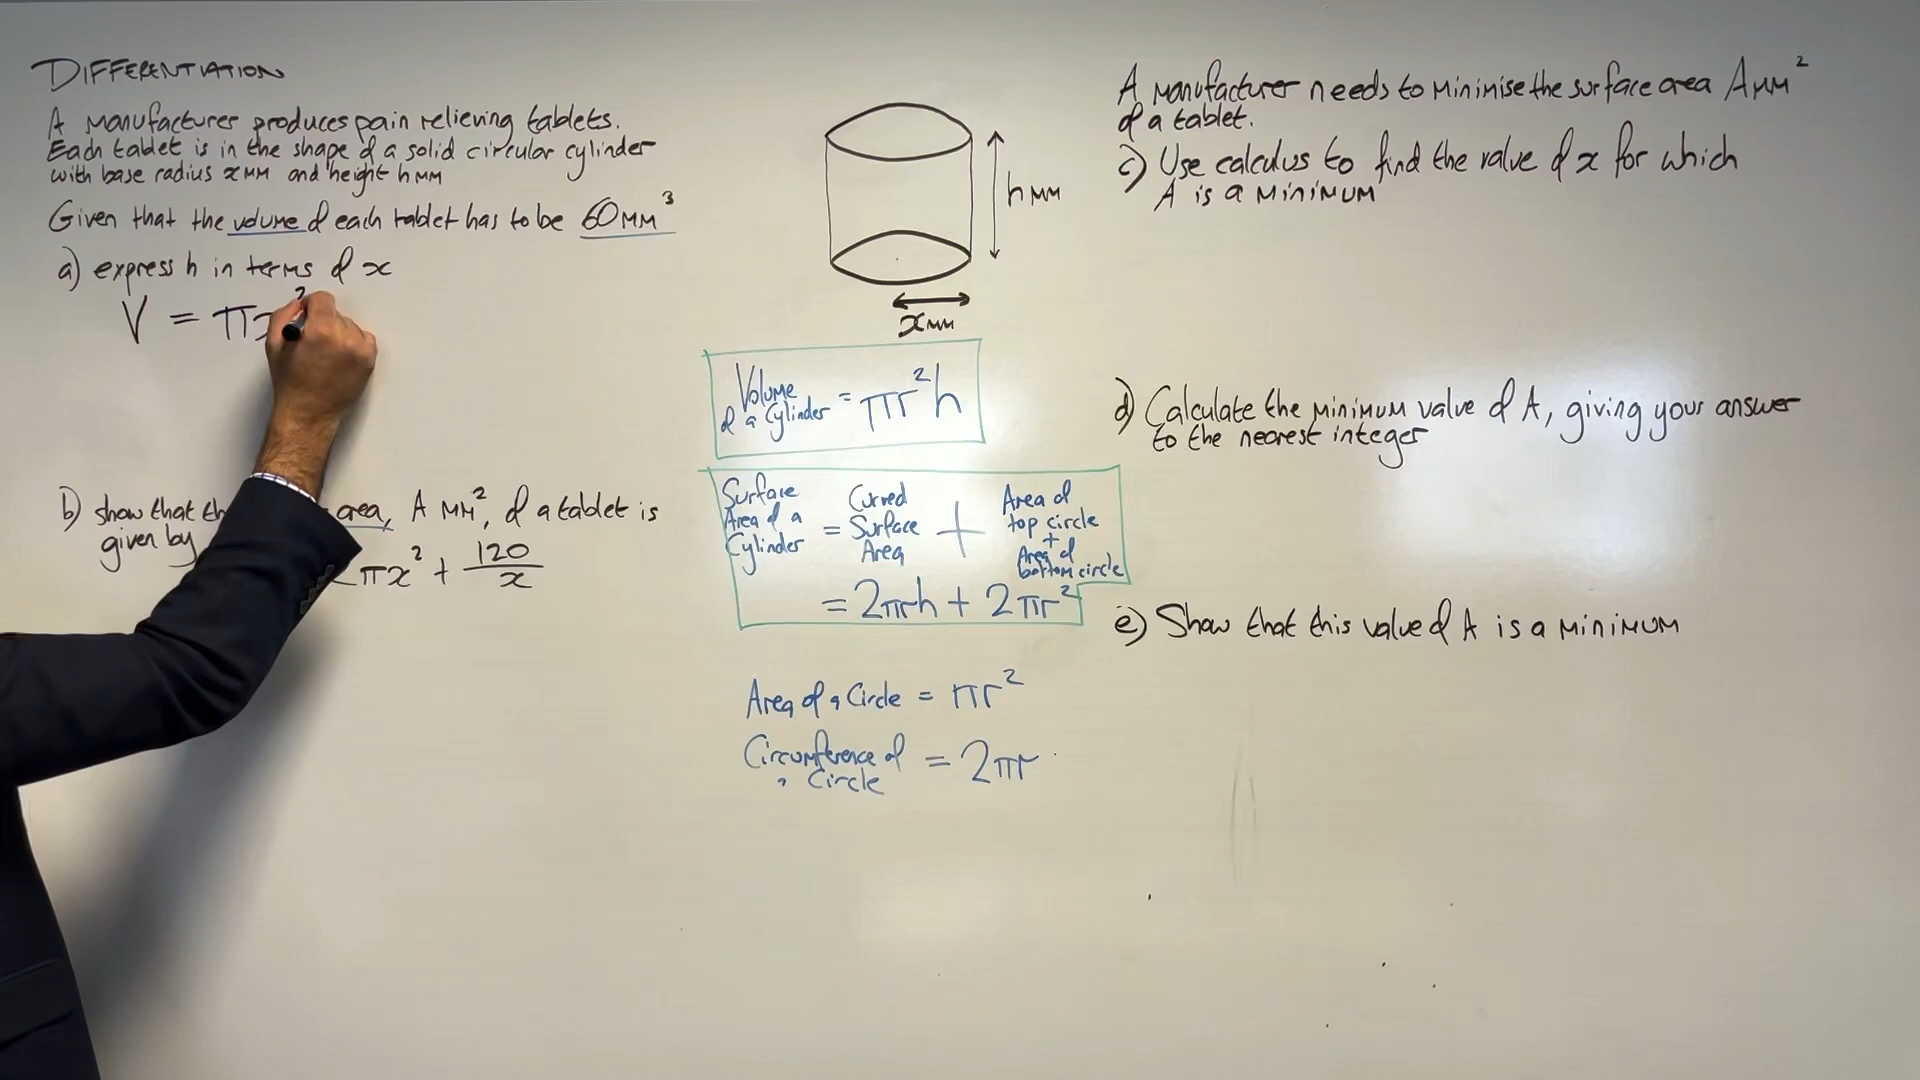 DIFFERENTIATION
A manufacturer produces pain relieving tablets.
Each tablet is in the shape of a solid circular cylinder
with base radius x mm and height h mm
Given that the volume of each tablet has to be 60 mm³
a) express h in terms of x
V = πx²
b) show that the area, A mm², of a tablet is
given by
πx² + 120/x
h mm
x mm
Volume
of a Cylinder = πr²h
Surface
Area of a
Cylinder = Curved
Surface
Area + Area of
top circle
+
Area of
bottom circle
= 2πrh + 2πr²
Area of a Circle = πr²
Circumference of
a Circle = 2πr
A manufacturer needs to minimise the surface area A mm²
of a tablet.
c) Use calculus to find the value of x for which
A is a minimum
d) Calculate the minimum value of A, giving your answer
to the nearest integer
e) Show that this value of A is a minimum